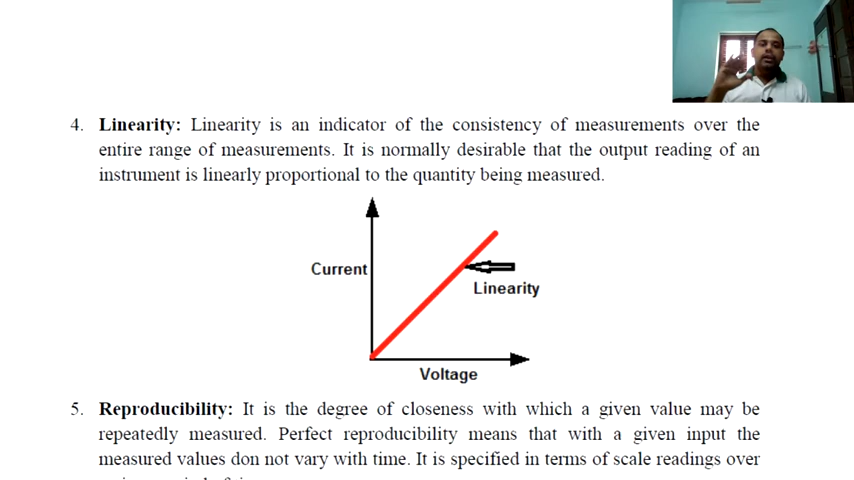 4. Linearity: Linearity is an indicator of the consistency of measurements over the
entire range of measurements. It is normally desirable that the output reading of an
instrument is linearly proportional to the quantity being measured.
Current
Linearity
Voltage
5. Reproducibility: It is the degree of closeness with which a given value may be
repeatedly measured. Perfect reproducibility means that with a given input the
measured values don not vary with time. It is specified in terms of scale readings over